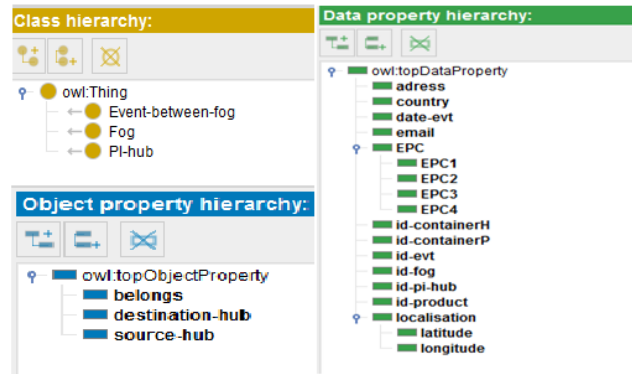 Class hierarchy:
owl:Thing
Event-between-fog
Fog
PI-hub
Object property hierarchy:
owl:topObjectProperty
belongs
destination-hub
source-hub
Data property hierarchy:
owl:topDataProperty
adress
country
date-evt
email
EPC
EPC1
EPC2
EPC3
EPC4
id-containerH
id-containerP
id-evt
id-fog
id-pi-hub
id-product
localisation
latitude
longitude